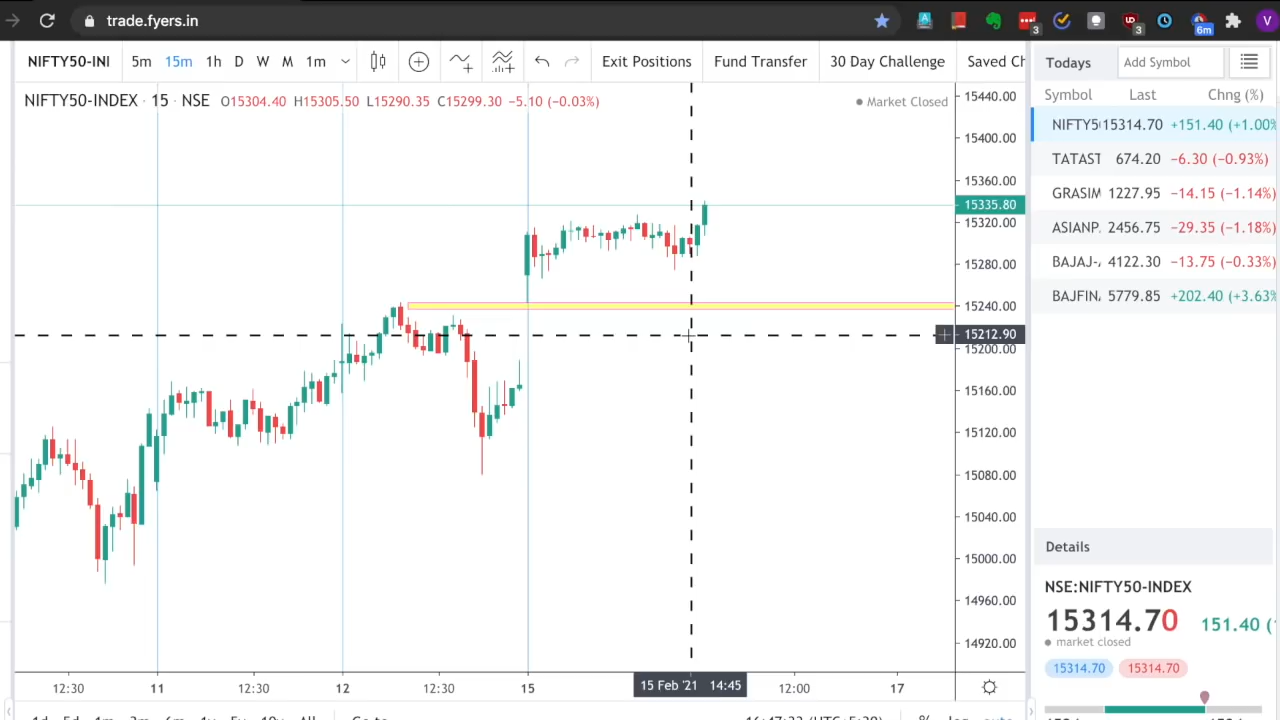 trade.fyers.in
3
3
6m
V
NIFTY50-INI 5m 15m 1h D W M 1m Exit Positions Fund Transfer 30 Day Challenge Saved Ch
NIFTY50-INDEX · 15 · NSE O15304.40 H15305.50 L15290.35 C15299.30 −5.10 (−0.03%)
Market Closed
15440.00
15400.00
15360.00
15335.80
15320.00
15280.00
15240.00
15212.90
15200.00
15160.00
15120.00
15080.00
15040.00
15000.00
14960.00
14920.00
12:30 11 12:30 12 12:30 15 15 Feb '21 14:45 12:00 17
Todays Add Symbol
Symbol Last Chng (%)
NIFTY5 15314.70 +151.40 (+1.00%
TATAST 674.20 −6.30 (−0.93%)
GRASIM 1227.95 −14.15 (−1.14%)
ASIANP 2456.75 −29.35 (−1.18%)
BAJAJ-A 4122.30 −13.75 (−0.33%)
BAJFIN 5779.85 +202.40 (+3.63%
Details
NSE:NIFTY50-INDEX
15314.70 151.40 (
market closed
15314.70 15314.70